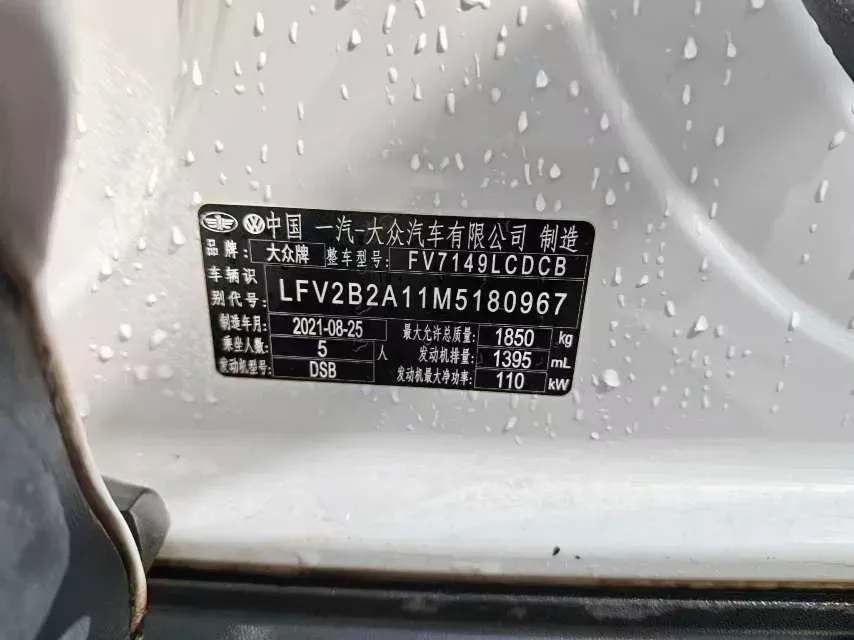 中国 一汽-大众汽车有限公司 制造
品牌: 大众牌 整车型号: FV7149LCDCB
车辆识别代号: LFV2B2A11M5180967
制造年月: 2021-08-25 最大允许总质量: 1850 kg
乘坐人数: 5 人 发动机排量: 1395 mL
发动机型号: DSB 发动机最大净功率: 110 kW